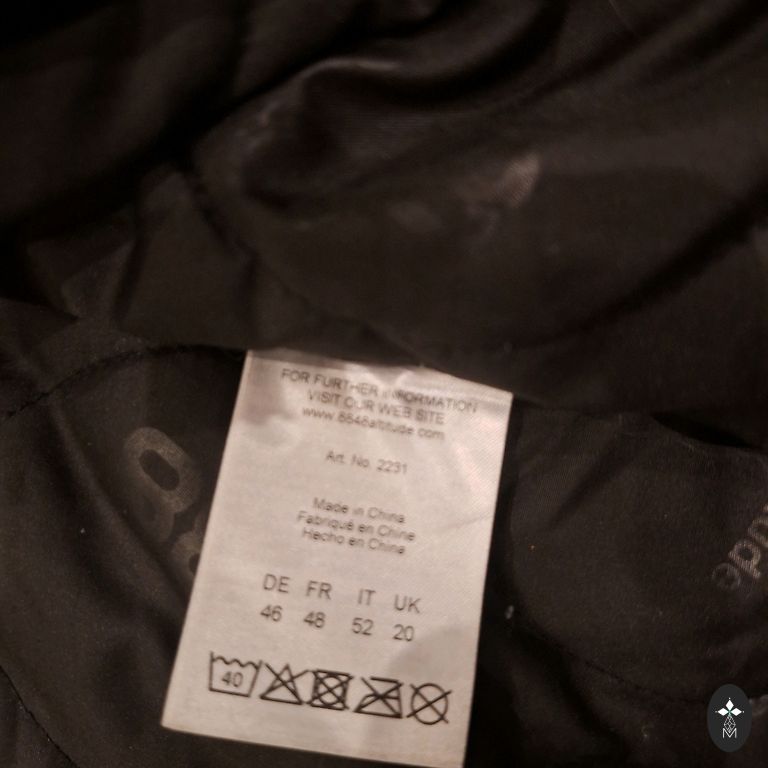 FOR FURTHER INFORMATION
VISIT OUR WEB SITE
www.8848altitude.com
Art. No. 2231
Made in China
Fabriqué en Chine
Hecho en China
DE FR IT UK
46 48 52 20
40
M